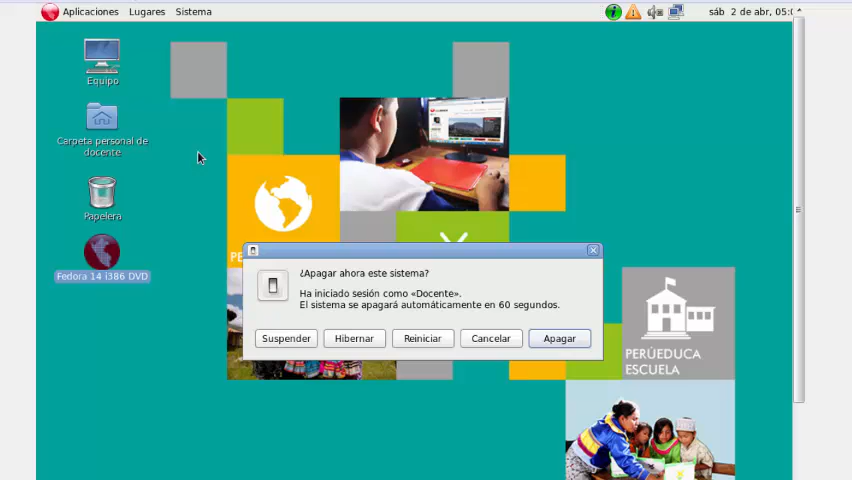 Aplicaciones Lugares Sistema
sáb 2 de abr, 05:0
Equipo
Carpeta personal de
docente
Papelera
Fedora 14 i386 DVD
PE
¿Apagar ahora este sistema?
Ha iniciado sesión como «Docente».
El sistema se apagará automáticamente en 60 segundos.
Suspender Hibernar Reiniciar Cancelar Apagar
PERÚEDUCA
ESCUELA